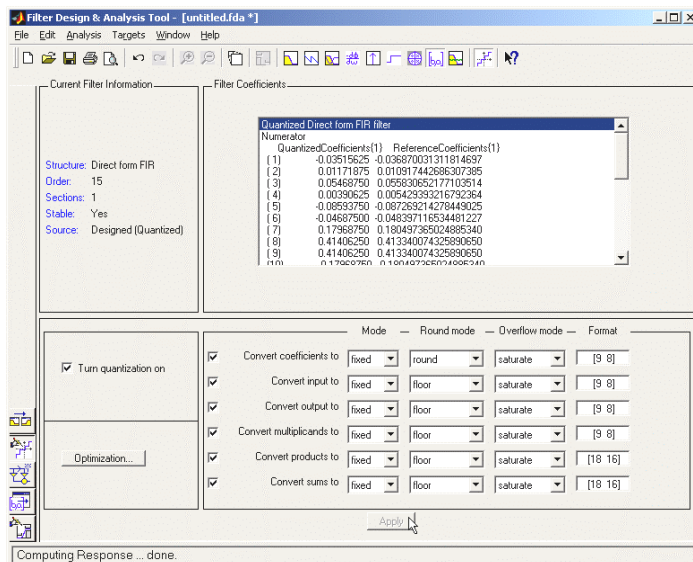 Filter Design & Analysis Tool - [untitled.fda *]
File Edit Analysis Targets Window Help
Current Filter Information
Filter Coefficients
Structure: Direct form FIR
Order: 15
Sections: 1
Stable: Yes
Source: Designed (Quantized)
Quantized Direct form FIR filter
Numerator
QuantizedCoefficients{1} ReferenceCoefficients{1}
( 1) -0.03515625 -0.036870031311814697
( 2) 0.01171875 0.010917442686307385
( 3) 0.05468750 0.055830652177103514
( 4) 0.00390625 0.005429393216792364
( 5) -0.08593750 -0.087269214278449025
( 6) -0.04687500 -0.048397116534481227
( 7) 0.17968750 0.180497365024885340
( 8) 0.41406250 0.413340074325890650
( 9) 0.41406250 0.413340074325890650
(10) 0.17968750 0.180497365024885340
Turn quantization on
Optimization...
Mode Round mode Overflow mode Format
Convert coefficients to fixed round saturate [9 8]
Convert input to fixed floor saturate [9 8]
Convert output to fixed floor saturate [9 8]
Convert multiplicands to fixed floor saturate [9 8]
Convert products to fixed floor saturate [18 16]
Convert sums to fixed floor saturate [18 16]
Apply
Computing Response ... done.